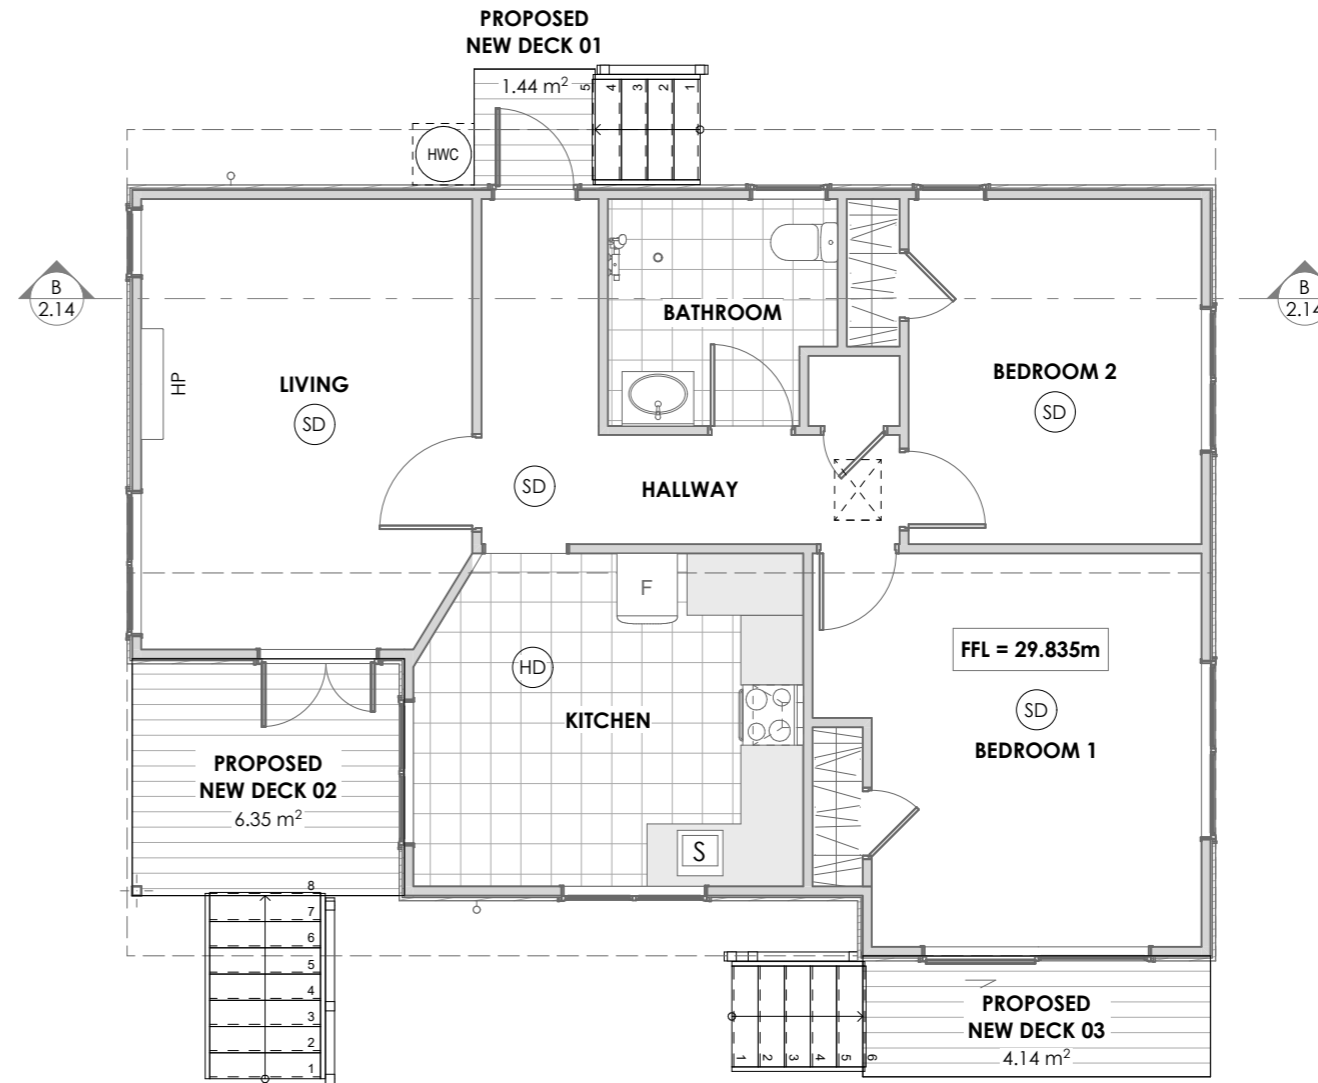 PROPOSED
NEW DECK 01
1.44 m²
5 4 3 2 1
HWC
B
2.14
B
2.14
BATHROOM
HP
LIVING
SD
BEDROOM 2
SD
SD
HALLWAY
F
HD
KITCHEN
FFL = 29.835m
SD
BEDROOM 1
PROPOSED
NEW DECK 02
6.35 m²
S
8
7
6
5
4
3
2
1
PROPOSED
NEW DECK 03
4.14 m²
1 2 3 4 5 6